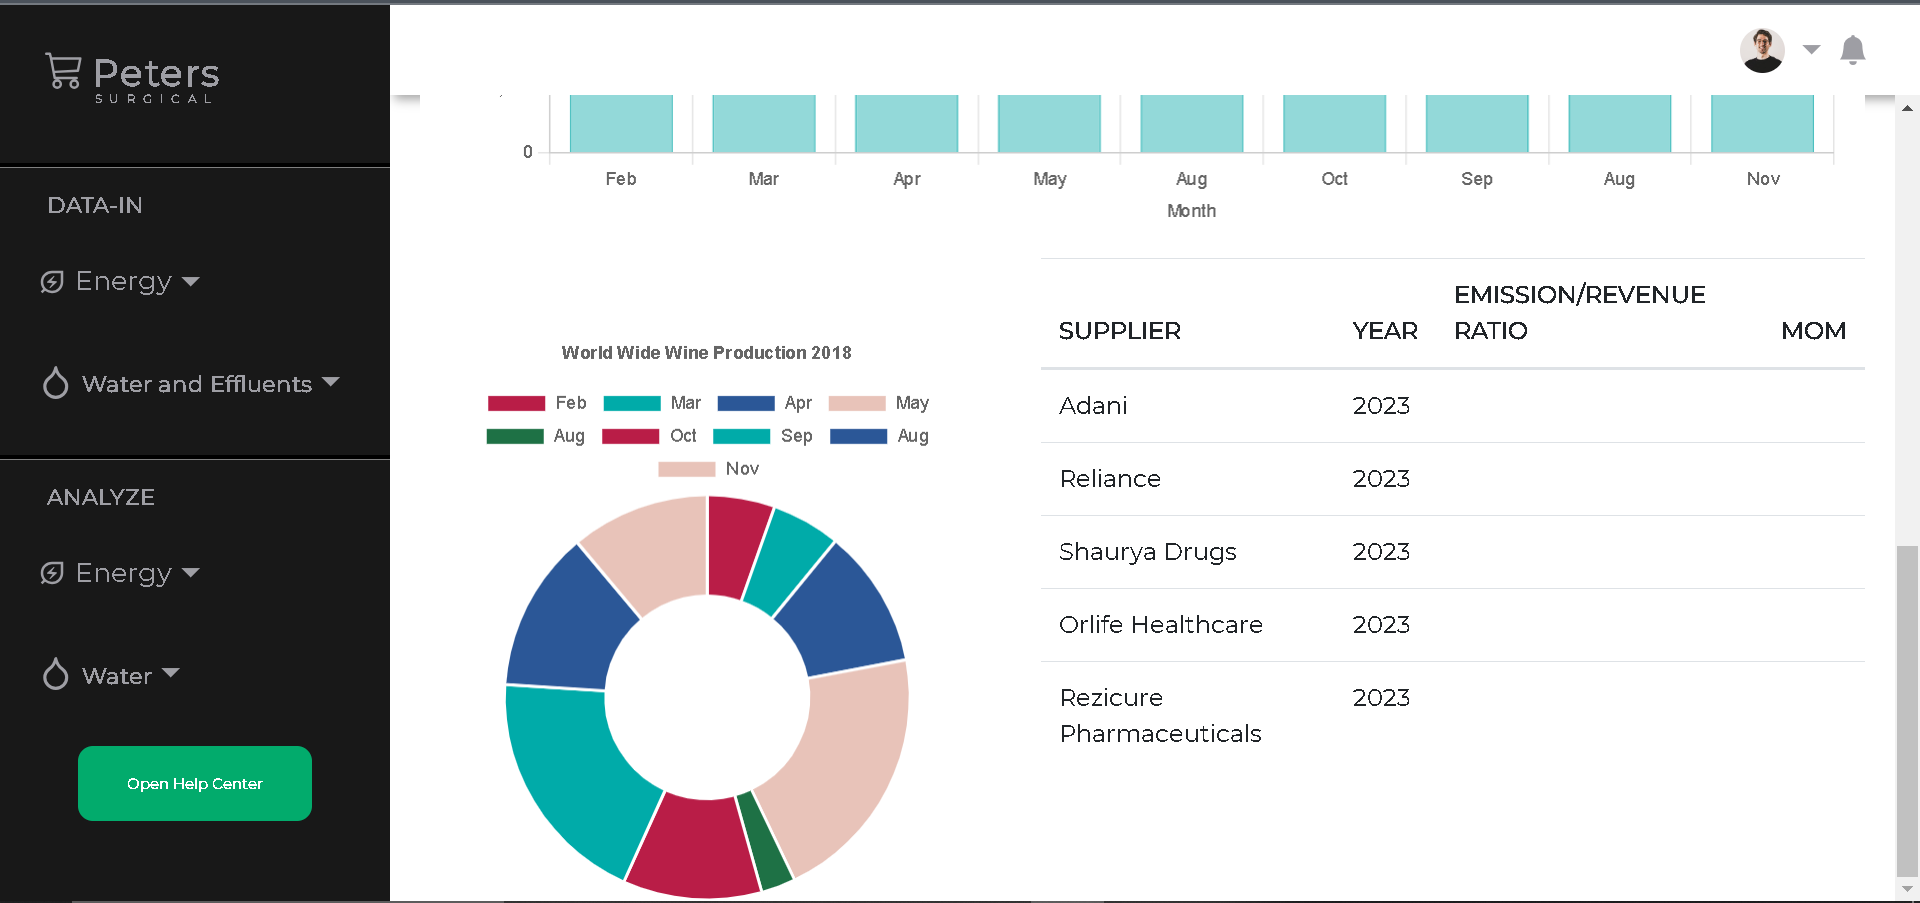 Peters
SURGICAL
DATA-IN
Energy
Water and Effluents
ANALYZE
Energy
Water
Open Help Center
0
Feb Mar Apr May Aug Oct Sep Aug Nov
Month
World Wide Wine Production 2018
Feb Mar Apr May
Aug Oct Sep Aug
Nov
SUPPLIER YEAR EMISSION/REVENUE RATIO MOM
Adani 2023
Reliance 2023
Shaurya Drugs 2023
Orlife Healthcare 2023
Rezicure 2023
Pharmaceuticals